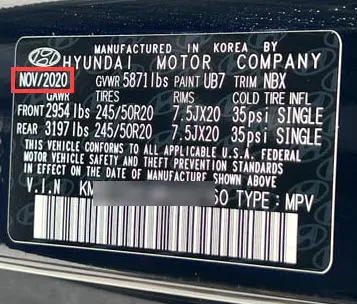 MANUFACTURED IN KOREA BY
HYUNDAI MOTOR COMPANY
NOV/2020 GVWR 5871lbs PAINT UB7 TRIM NBX
GAWR TIRES RIMS COLD TIRE INFL
FRONT 2954lbs 245/50R20 7.5JX20 35psi SINGLE
REAR 3197lbs 245/50R20 7.5JX20 35psi SINGLE
THIS VEHICLE CONFORMS TO ALL APPLICABLE U.S.A. FEDERAL
MOTOR VEHICLE SAFETY AND THEFT PREVENTION STANDARDS
IN EFFECT ON THE DATE OF MANUFACTURE SHOWN ABOVE
V.I.N KM 50 TYPE: MPV